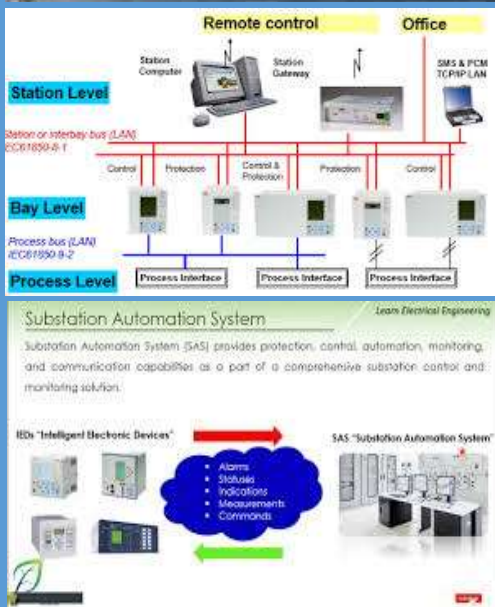 Remote control
Office
Station
Computer
Station
Gateway
SMS & PCM
TCP/IP LAN
Station Level
Station or interbay bus (LAN)
IEC61850-8-1
Control
Protection
Control &
Protection
Protection
Control
Bay Level
Process bus (LAN)
IEC61850-9-2
Process Level
Process Interface
Process Interface
Process Interface
Substation Automation System
Learn Electrical Engineering
Substation Automation System (SAS) provides protection, control, automation, monitoring,
and communication capabilities as a part of a comprehensive substation control and
monitoring solution.
IEDs "Intelligent Electronic Devices"
SAS "Substation Automation System"
Alarms
Statuses
Indications
Measurements
Commands